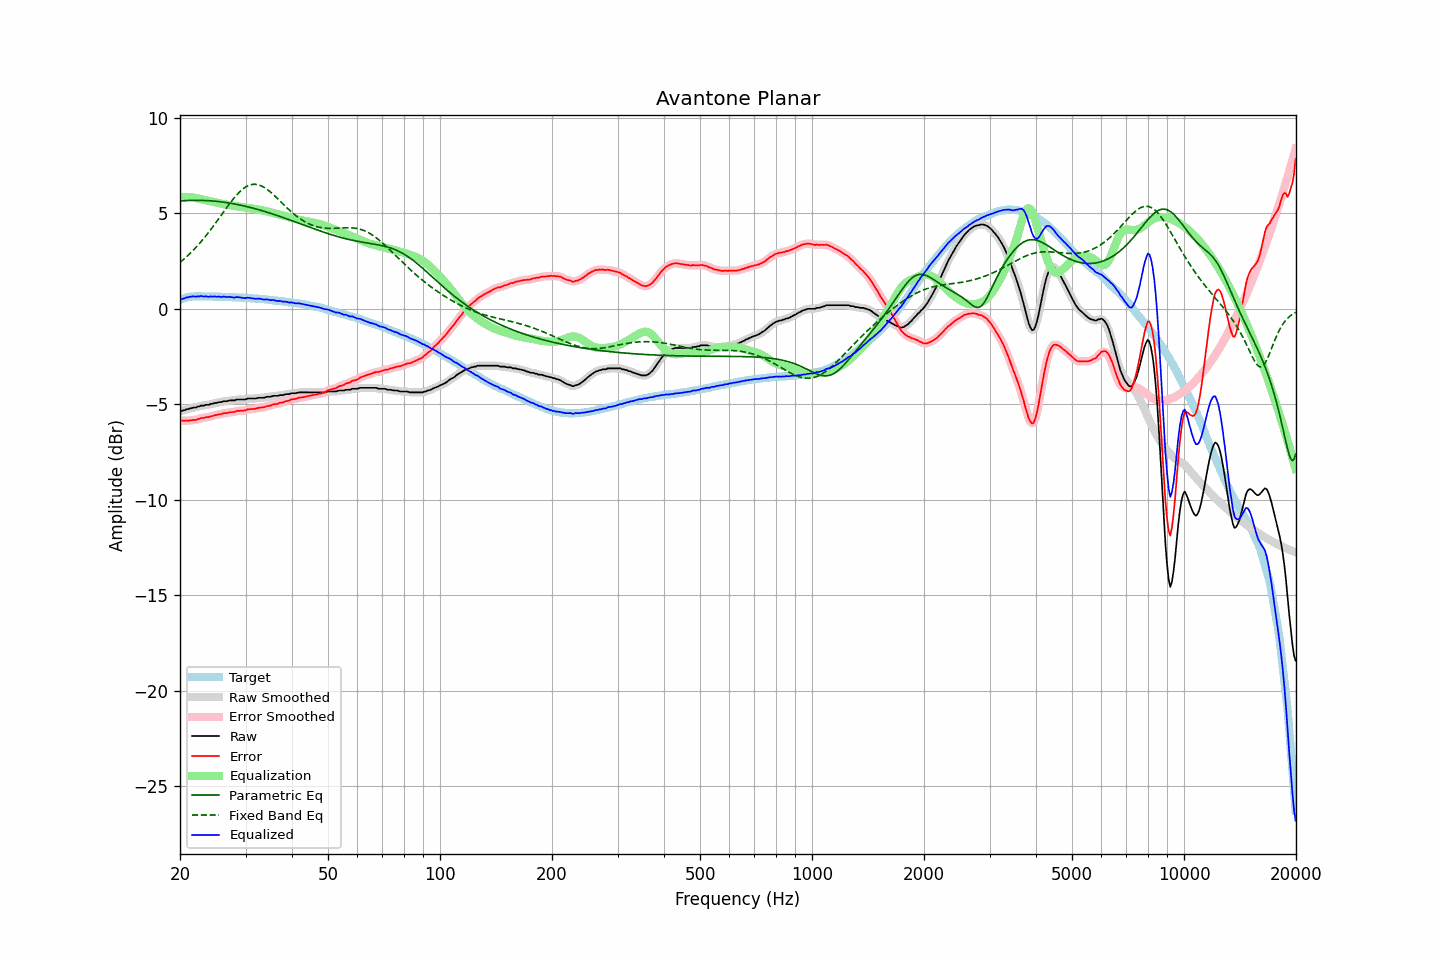 Avantone Planar
10
5
0
−5
−10
−15
−20
−25
Amplitude (dBr)
Target
Raw Smoothed
Error Smoothed
Raw
Error
Equalization
Parametric Eq
Fixed Band Eq
Equalized
20 50 100 200 500 1000 2000 5000 10000 20000
Frequency (Hz)